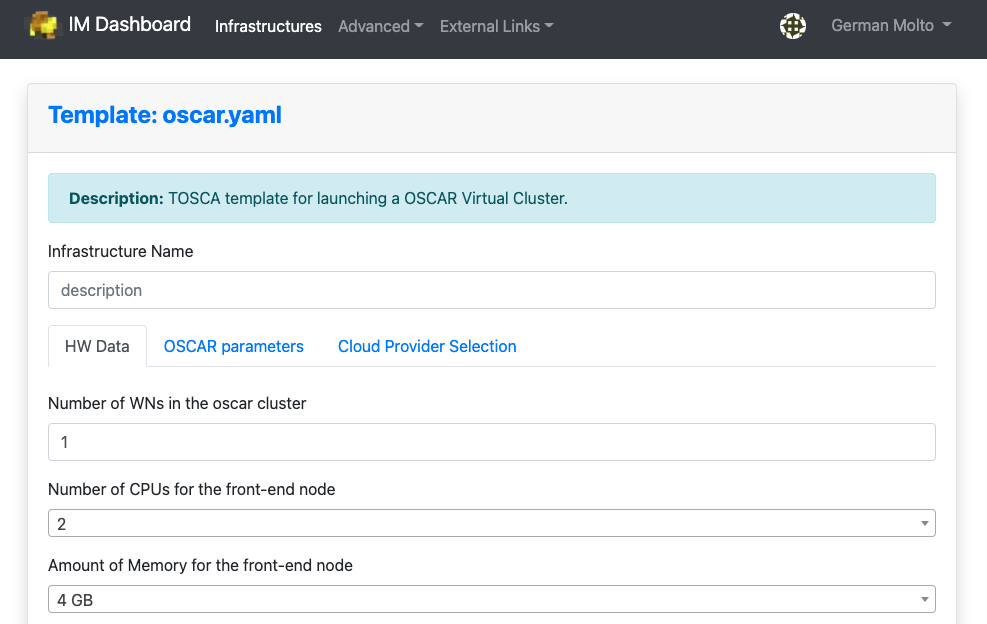 IM Dashboard Infrastructures Advanced External Links German Molto
Template: oscar.yaml
Description: TOSCA template for launching a OSCAR Virtual Cluster.
Infrastructure Name
description
HW Data OSCAR parameters Cloud Provider Selection
Number of WNs in the oscar cluster
1
Number of CPUs for the front-end node
2
Amount of Memory for the front-end node
4 GB